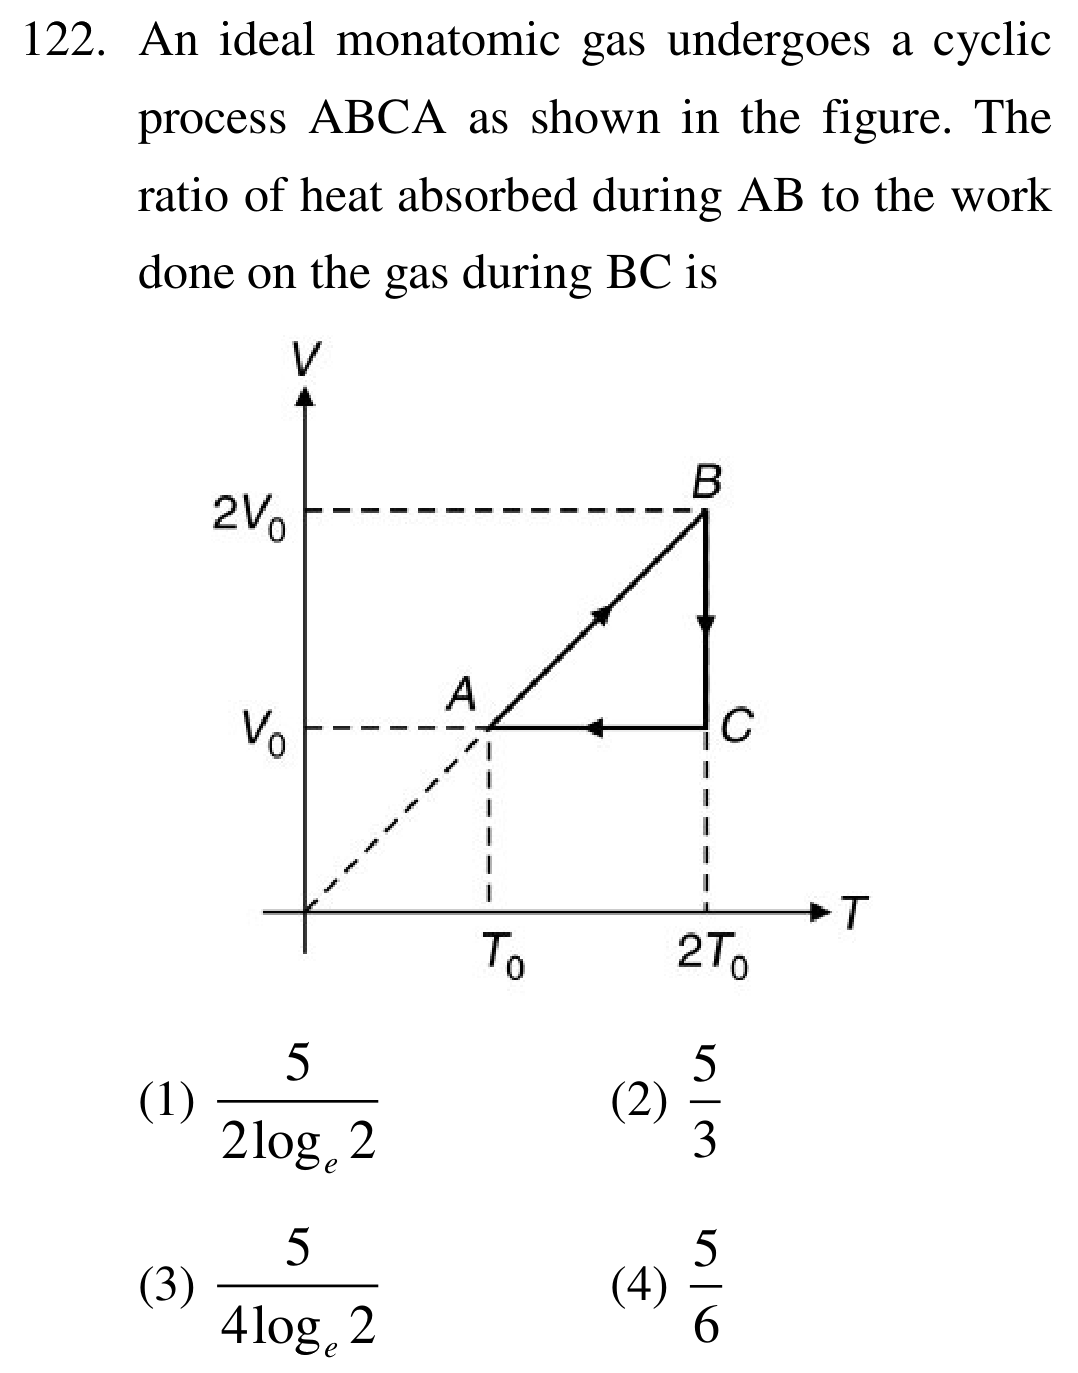 122. An ideal monatomic gas undergoes a cyclic
process ABCA as shown in the figure. The
ratio of heat absorbed during AB to the work
done on the gas during BC is
V
B
2V₀
A
V₀
C
T
T₀ 2T₀
(1) 5/(2logₑ 2) (2) 5/3
(3) 5/(4logₑ 2) (4) 5/6